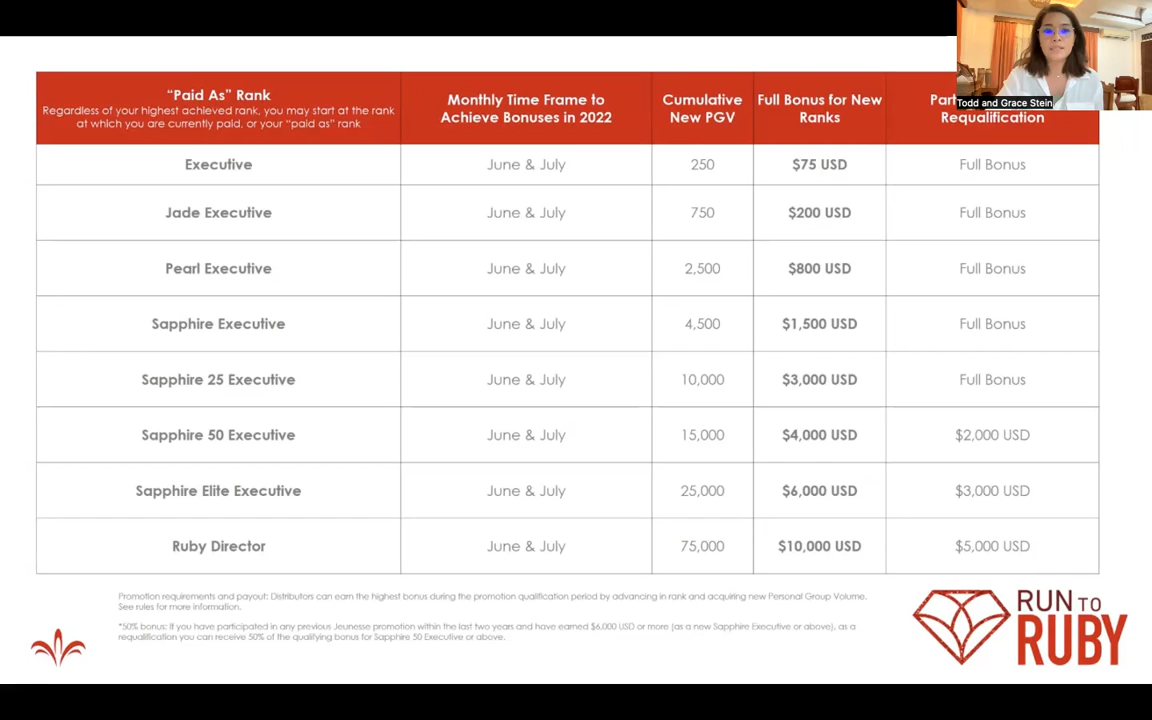 Todd and Grace Stein
“Paid As” Rank
Regardless of your highest achieved rank, you may start at the rank
at which you are currently paid, or your “paid as” rank
Monthly Time Frame to
Achieve Bonuses in 2022
Cumulative
New PGV
Full Bonus for New
Ranks
Requalification
Executive June & July 250 $75 USD Full Bonus
Jade Executive June & July 750 $200 USD Full Bonus
Pearl Executive June & July 2,500 $800 USD Full Bonus
Sapphire Executive June & July 4,500 $1,500 USD Full Bonus
Sapphire 25 Executive June & July 10,000 $3,000 USD Full Bonus
Sapphire 50 Executive June & July 15,000 $4,000 USD $2,000 USD
Sapphire Elite Executive June & July 25,000 $6,000 USD $3,000 USD
Ruby Director June & July 75,000 $10,000 USD $5,000 USD
Promotion requirements and payout: Distributors can earn the highest bonus during the promotion qualification period by advancing in rank and acquiring new Personal Group Volume.
See rules for more information.
*50% bonus: If you have participated in any previous Jeunesse promotion within the last two years and have earned $6,000 USD or more (as a new Sapphire Executive or above), as a
requalification you can receive 50% of the qualifying bonus for Sapphire 50 Executive or above.
RUN TO
RUBY